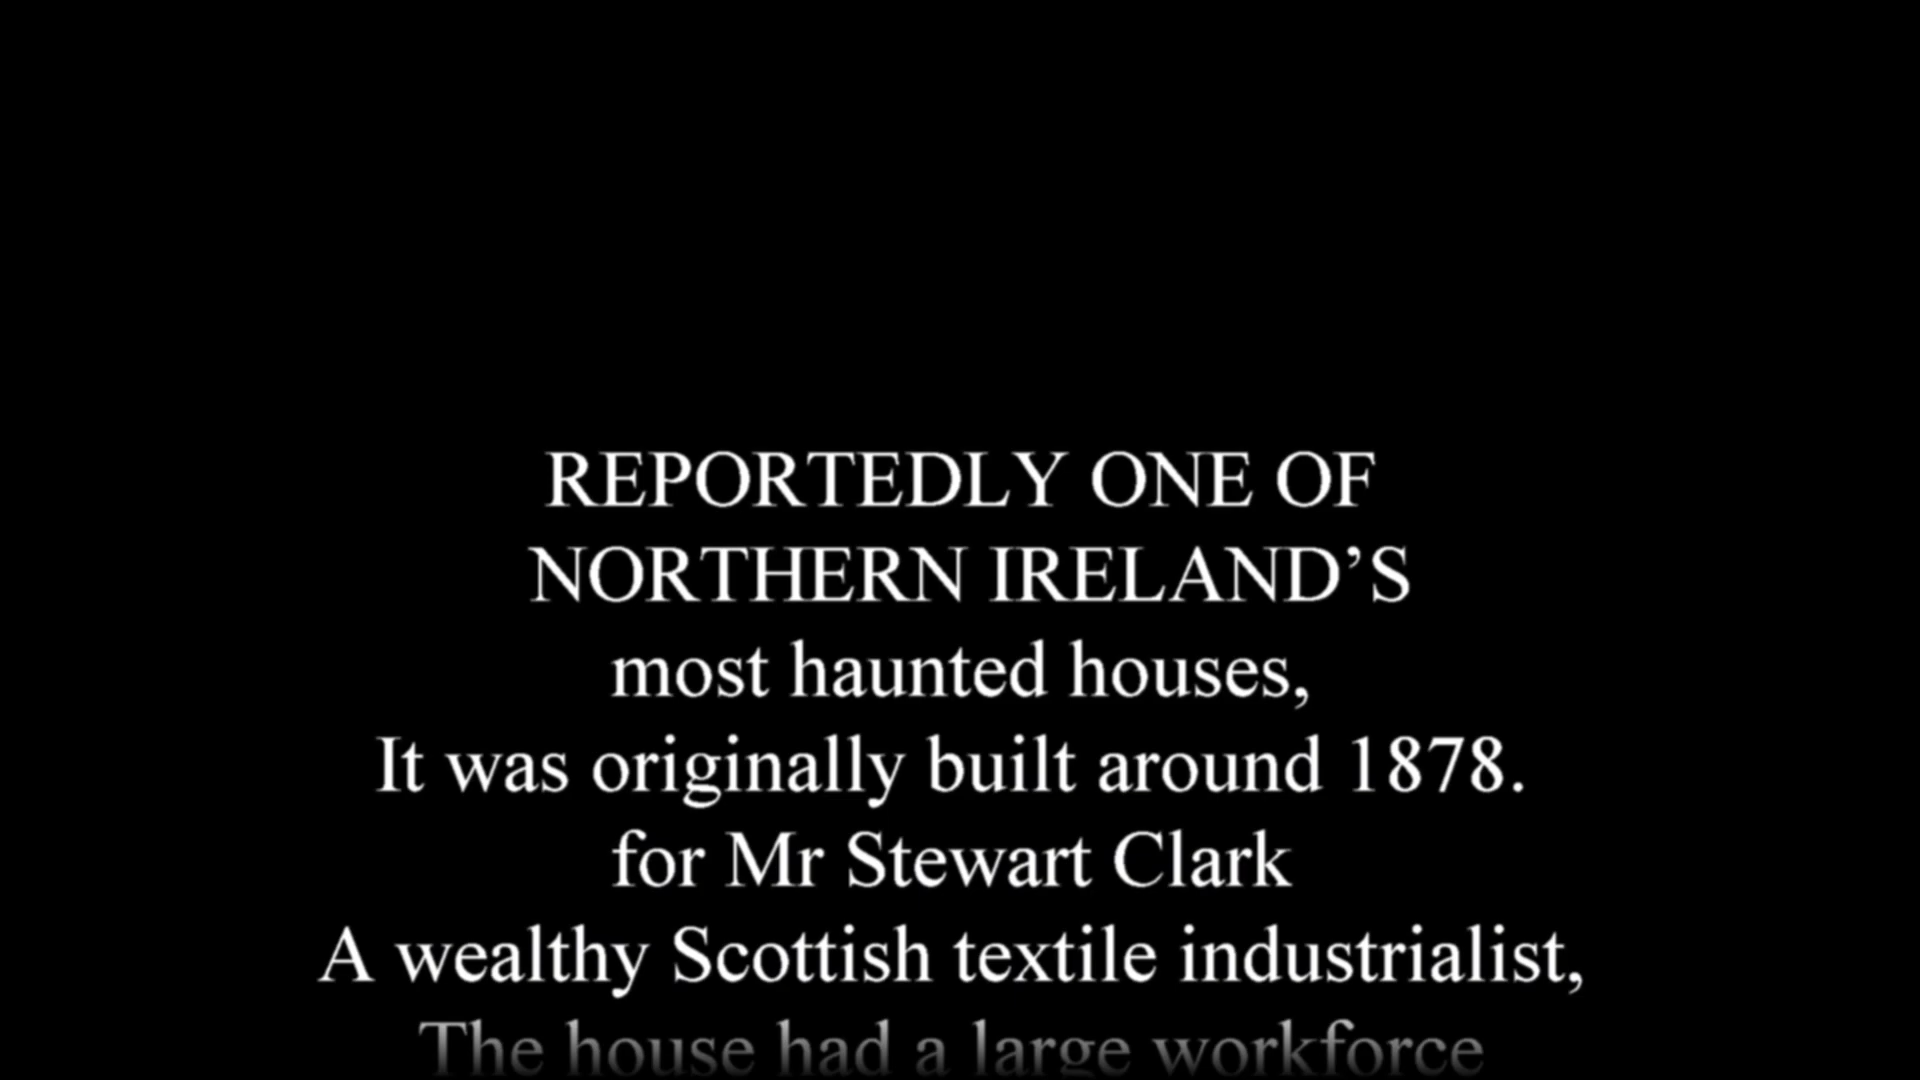 REPORTEDLY ONE OF
NORTHERN IRELAND’S
most haunted houses,
It was originally built around 1878.
for Mr Stewart Clark
A wealthy Scottish textile industrialist,
The house had a large workforce